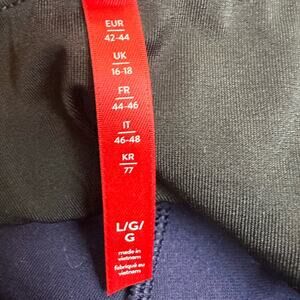 EUR
42-44
UK
16-18
FR
44-46
IT
46-48
KR
77
L/G/
G
made in
vietnam
fabriqué au
vietnam